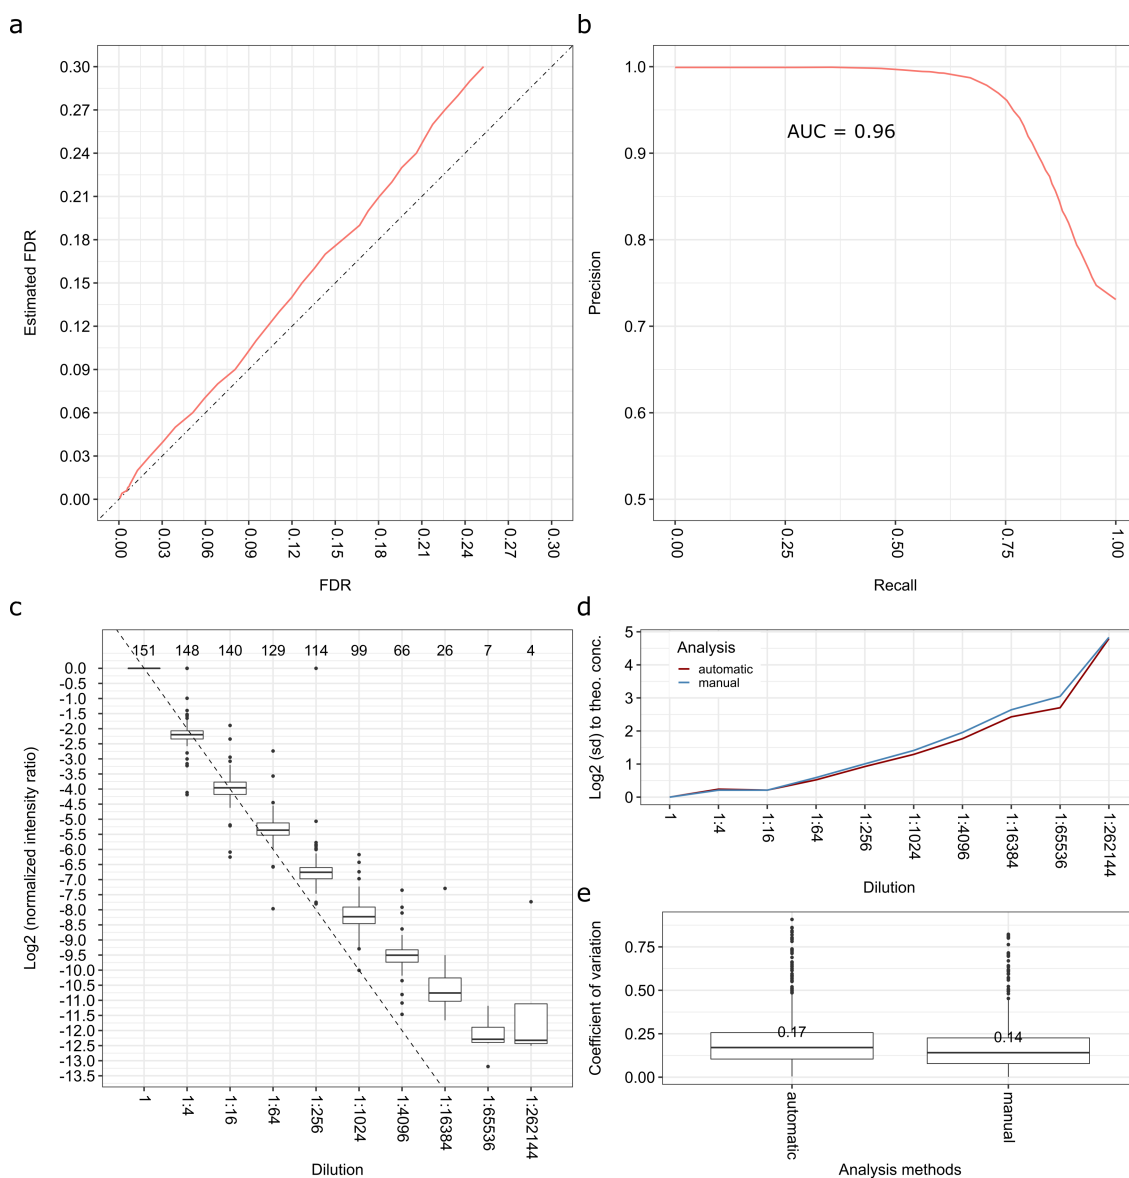 a
0.30
0.27
0.24
0.21
0.18
0.15
0.12
0.09
0.06
0.03
0.00
Estimated FDR
0.00 0.03 0.06 0.09 0.12 0.15 0.18 0.21 0.24 0.27 0.30
FDR
b
1.0
0.9
0.8
0.7
0.6
0.5
Precision
AUC = 0.96
0.00 0.25 0.50 0.75 1.00
Recall
c
151 148 140 129 114 99 66 26 7 4
0.0
-0.5
-1.0
-1.5
-2.0
-2.5
-3.0
-3.5
-4.0
-4.5
-5.0
-5.5
-6.0
-6.5
-7.0
-7.5
-8.0
-8.5
-9.0
-9.5
-10.0
-10.5
-11.0
-11.5
-12.0
-12.5
-13.0
-13.5
Log2 (normalized intensity ratio)
1 1:4 1:16 1:64 1:256 1:1024 1:4096 1:16384 1:65536 1:262144
Dilution
d
5
4
3
2
1
0
Log2 (sd) to theo. conc.
Analysis
automatic
manual
1 1:4 1:16 1:64 1:256 1:1024 1:4096 1:16384 1:65536 1:262144
Dilution
e
0.75
0.50
0.25
0.00
Coefficient of variation
0.17 0.14
automatic manual
Analysis methods